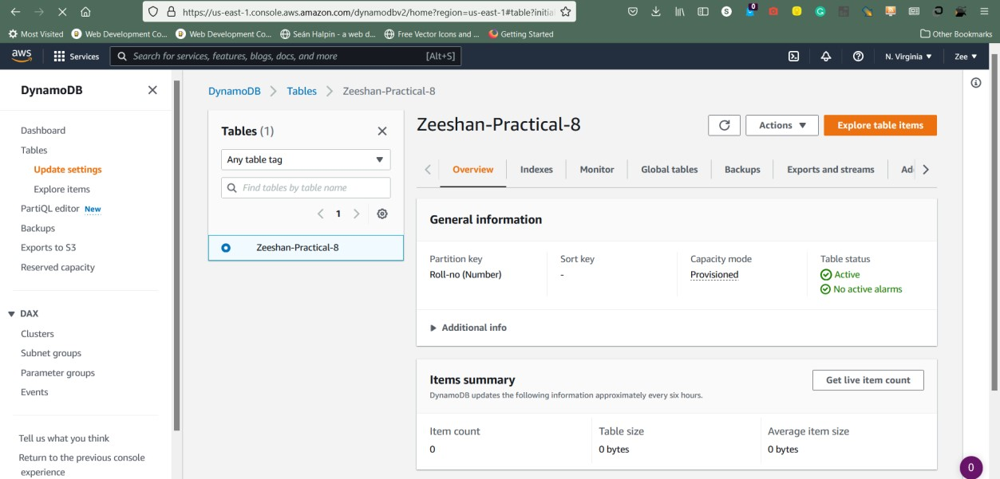 https://us-east-1.console.aws.amazon.com/dynamodbv2/home?region=us-east-1#table?initial
0
Most Visited
Web Development Co...
Web Development Co...
Seán Halpin - a web d...
Free Vector Icons and ...
Getting Started
Other Bookmarks
aws
Services
Search for services, features, blogs, docs, and more [Alt+S]
N. Virginia
Zee
DynamoDB
Dashboard
Tables
Update settings
Explore items
PartiQL editor New
Backups
Exports to S3
Reserved capacity
DAX
Clusters
Subnet groups
Parameter groups
Events
Tell us what you think
Return to the previous console
experience
DynamoDB > Tables > Zeeshan-Practical-8
Tables (1)
Any table tag
Find tables by table name
1
Zeeshan-Practical-8
Zeeshan-Practical-8
Actions
Explore table items
Overview
Indexes
Monitor
Global tables
Backups
Exports and streams
Ad
General information
Partition key
Roll-no (Number)
Sort key
-
Capacity mode
Provisioned
Table status
Active
No active alarms
Additional info
Items summary
Get live item count
DynamoDB updates the following information approximately every six hours.
Item count
0
Table size
0 bytes
Average item size
0 bytes
0